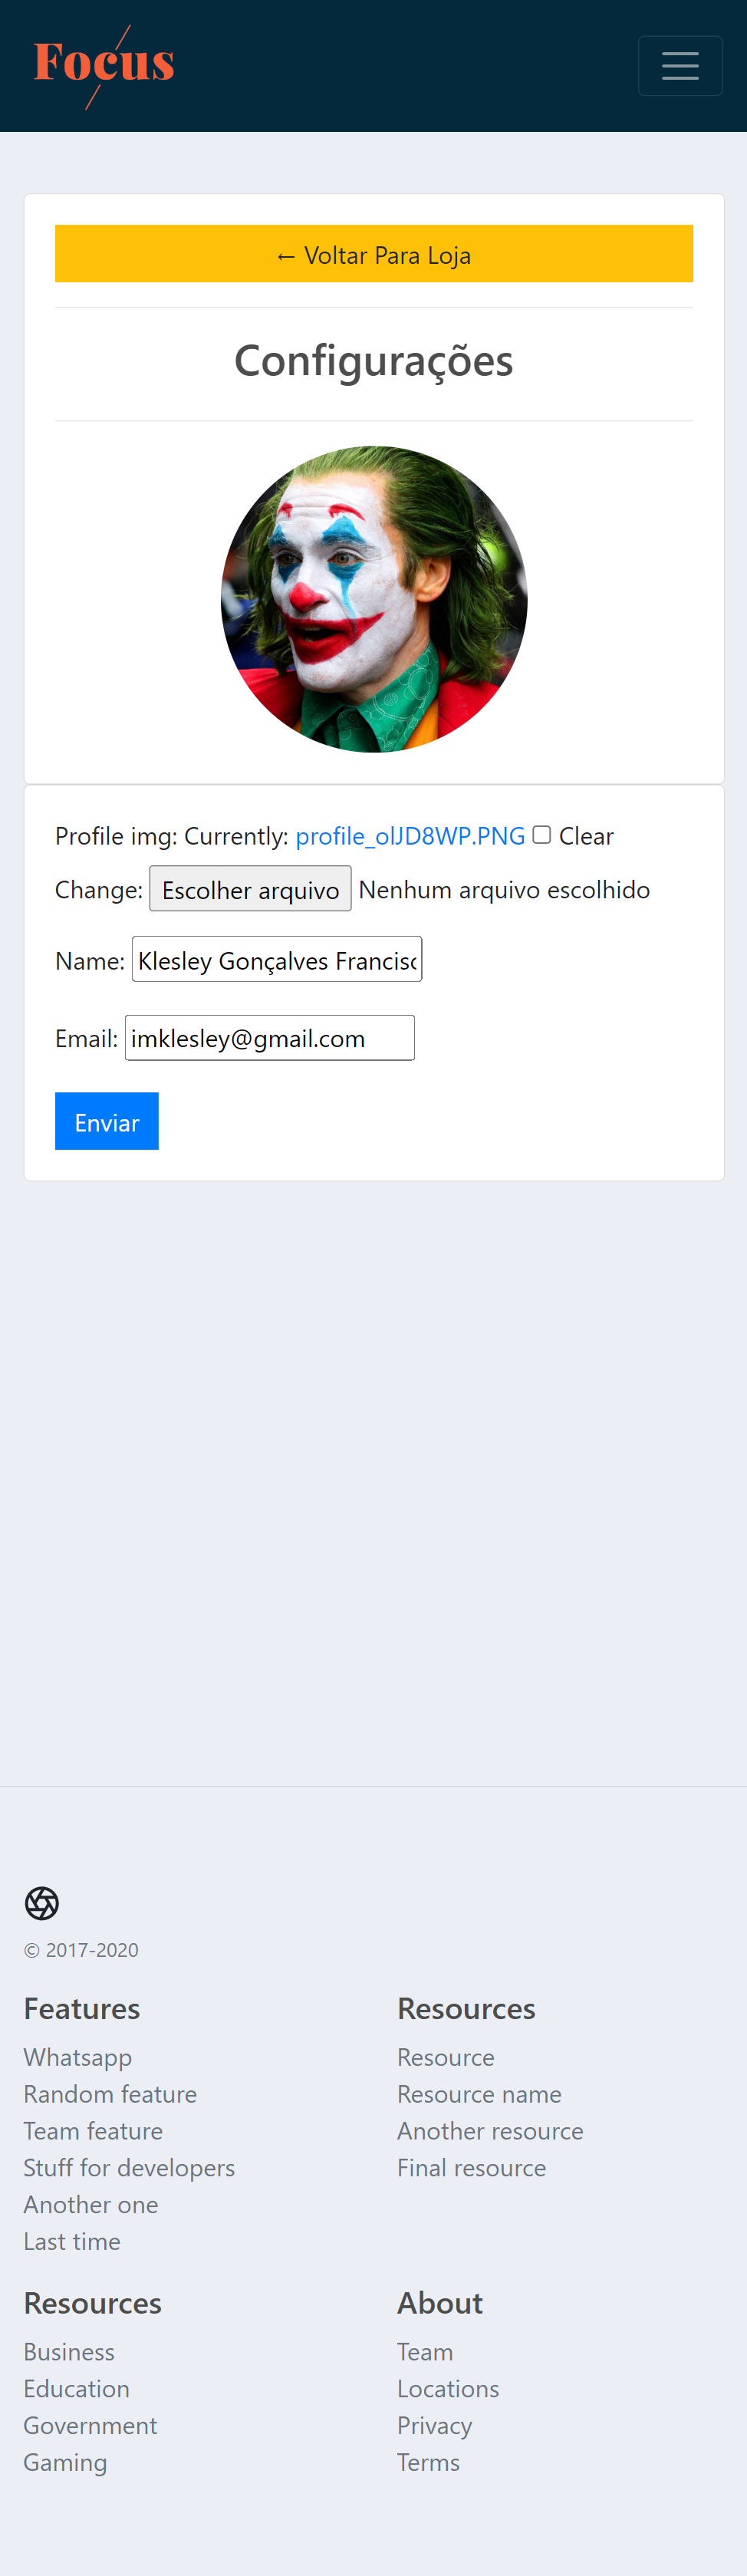 Focus
← Voltar Para Loja
Configurações
Profile img: Currently: profile_olJD8WP.PNG Clear
Change: Escolher arquivo Nenhum arquivo escolhido
Name: Klesley Gonçalves Francisc
Email: imklesley@gmail.com
Enviar
© 2017-2020
Features
Whatsapp
Random feature
Team feature
Stuff for developers
Another one
Last time
Resources
Resource
Resource name
Another resource
Final resource
Resources
Business
Education
Government
Gaming
About
Team
Locations
Privacy
Terms